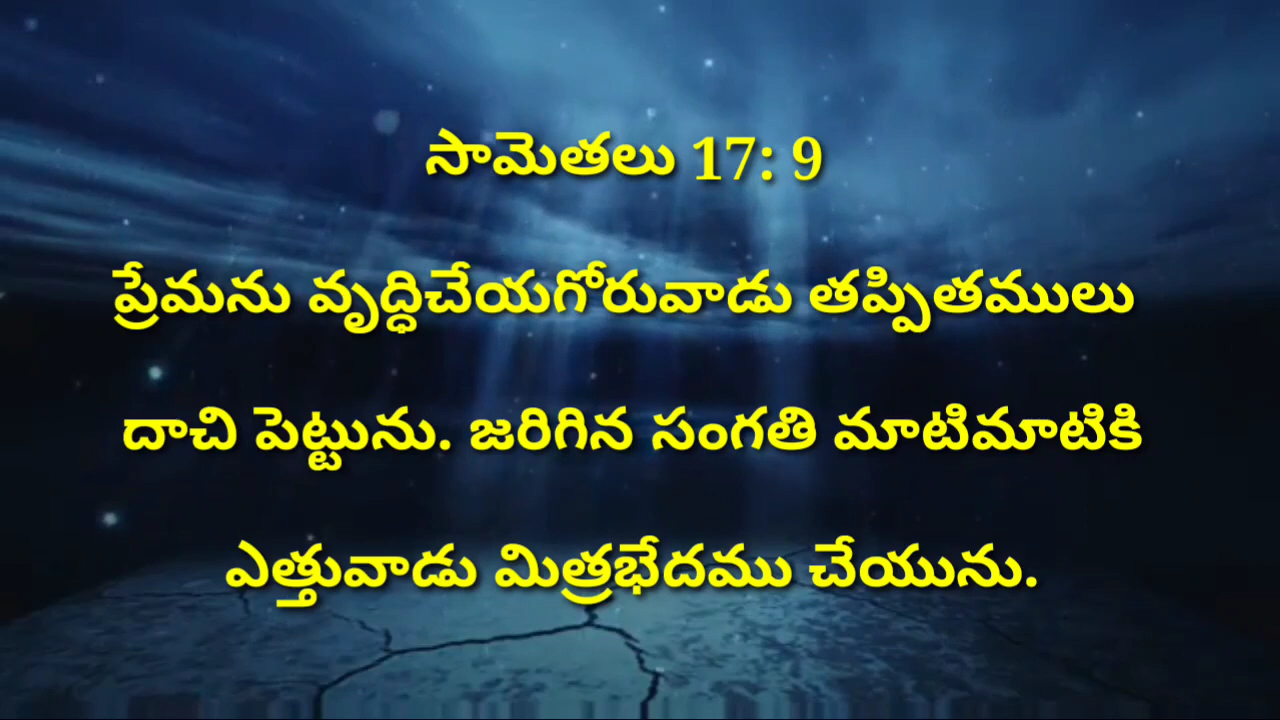 సామెతలు 17: 9
ప్రేమను వృద్ధిచేయగోరువాడు తప్పితములు
దాచి పెట్టును. జరిగిన సంగతి మాటిమాటికి
ఎత్తువాడు మిత్రభేదము చేయును.